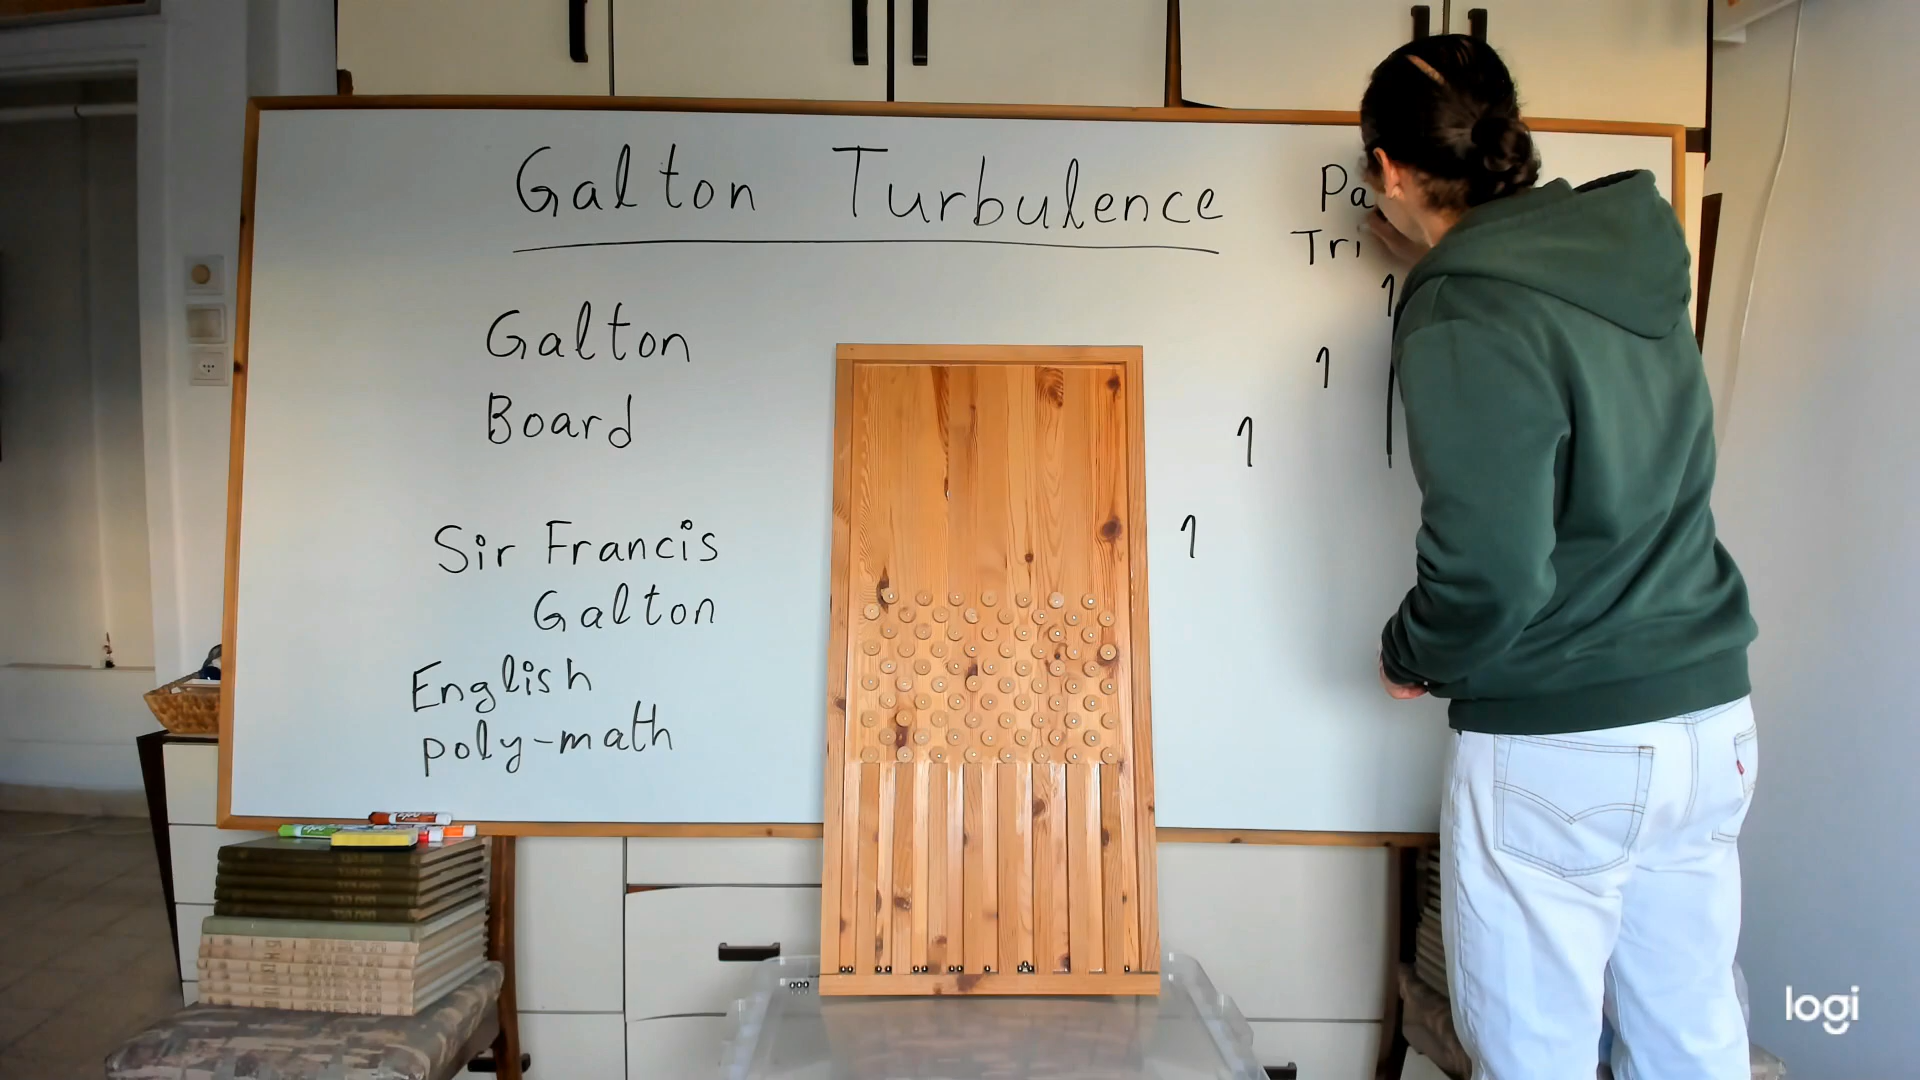 Galton Turbulence
Pa
Tri
1
Galton
1
Board
1
Sir Francis
1
Galton
English
poly-math
logi